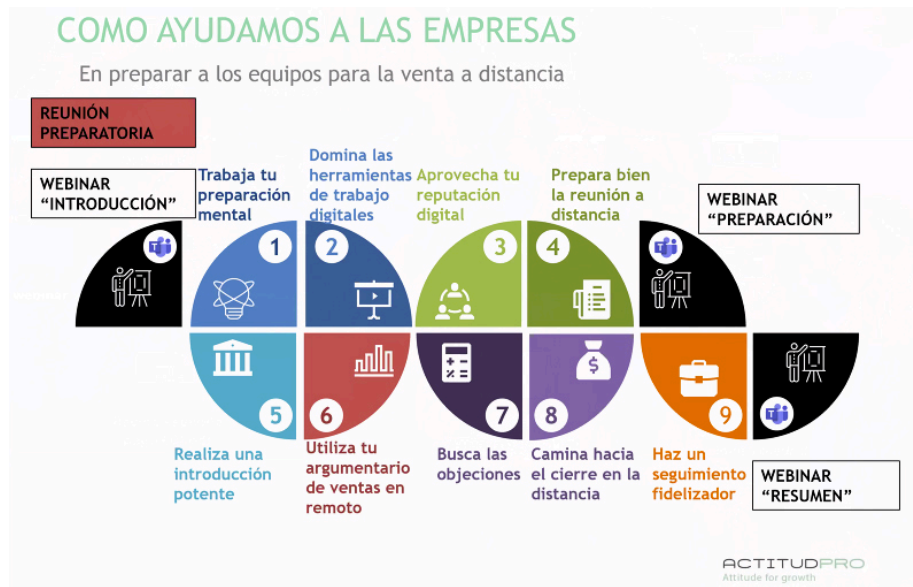 COMO AYUDAMOS A LAS EMPRESAS
En preparar a los equipos para la venta a distancia
REUNIÓN
PREPARATORIA
WEBINAR
“INTRODUCCIÓN”
Trabaja tu
preparación
mental
Domina las
herramientas
de trabajo
digitales
Aprovecha tu
reputación
digital
Prepara bien
la reunión a
distancia
WEBINAR
“PREPARACIÓN”
1
2
3
4
5
6
7
8
9
Realiza una
introducción
potente
Utiliza tu
argumentario
de ventas en
remoto
Busca las
objeciones
Camina hacia
el cierre en la
distancia
Haz un
seguimiento
fidelizador
WEBINAR
“RESUMEN”
ACTITUDPRO
Attitude for growth